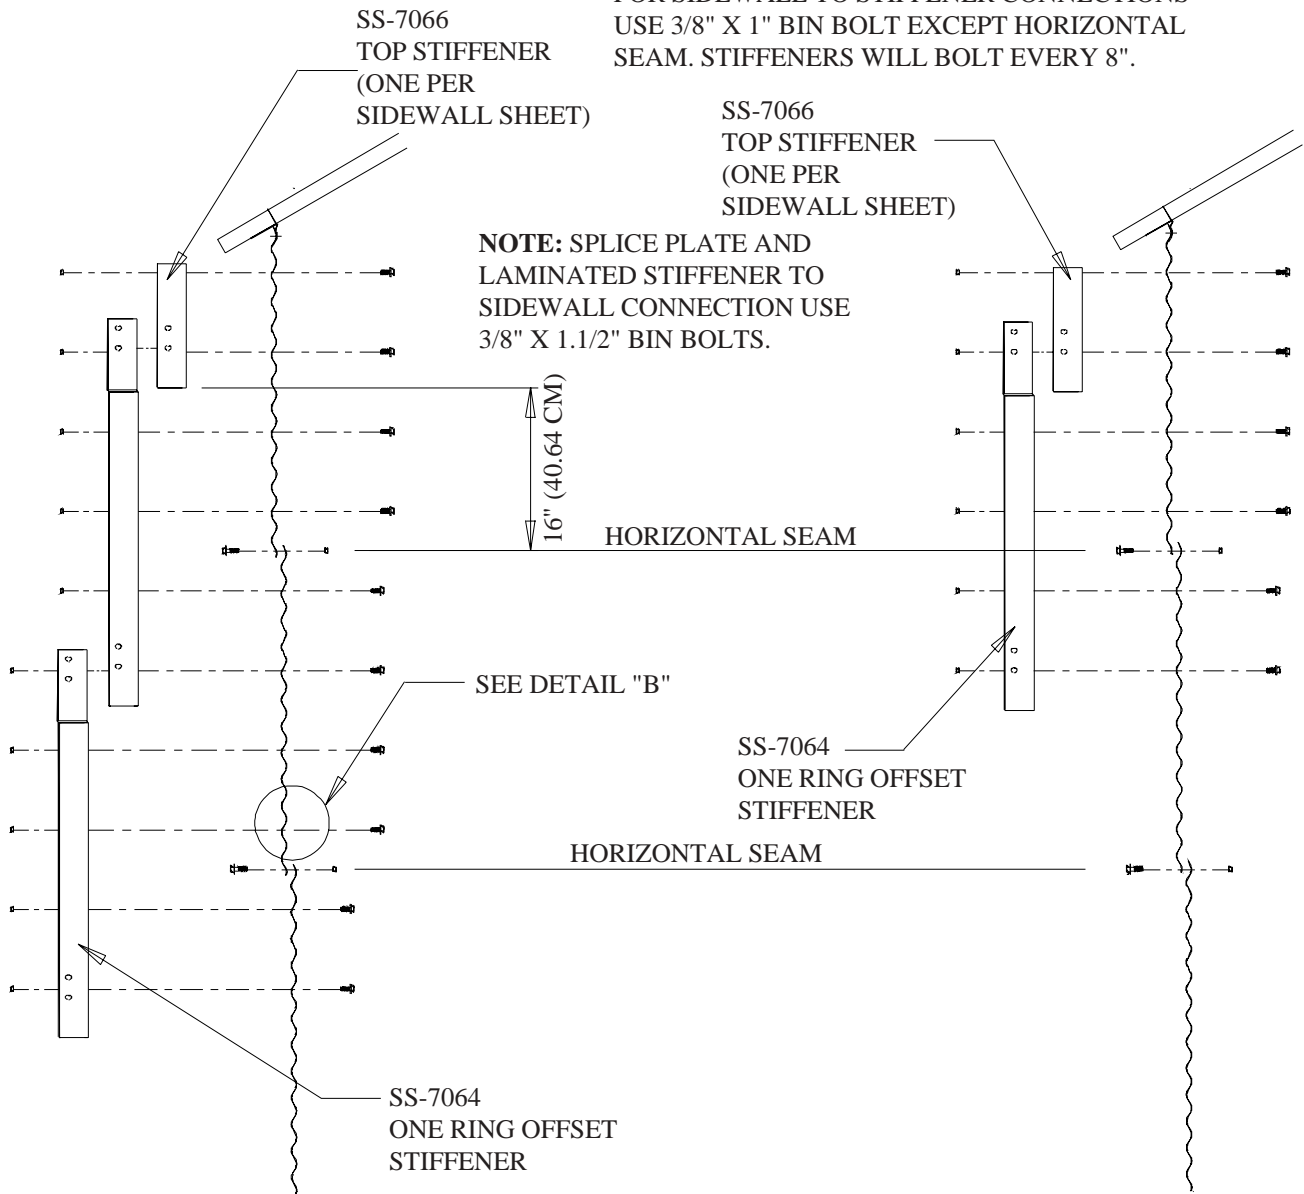 FOR SIDEWALL TO STIFFENER CONNECTIONS
USE 3/8" X 1" BIN BOLT EXCEPT HORIZONTAL
SEAM. STIFFENERS WILL BOLT EVERY 8".
SS-7066
TOP STIFFENER
(ONE PER
SIDEWALL SHEET)
SS-7066
TOP STIFFENER
(ONE PER
SIDEWALL SHEET)
NOTE: SPLICE PLATE AND
LAMINATED STIFFENER TO
SIDEWALL CONNECTION USE
3/8" X 1.1/2" BIN BOLTS.
16" (40.64 CM)
HORIZONTAL SEAM
SEE DETAIL "B"
SS-7064
ONE RING OFFSET
STIFFENER
HORIZONTAL SEAM
SS-7064
ONE RING OFFSET
STIFFENER